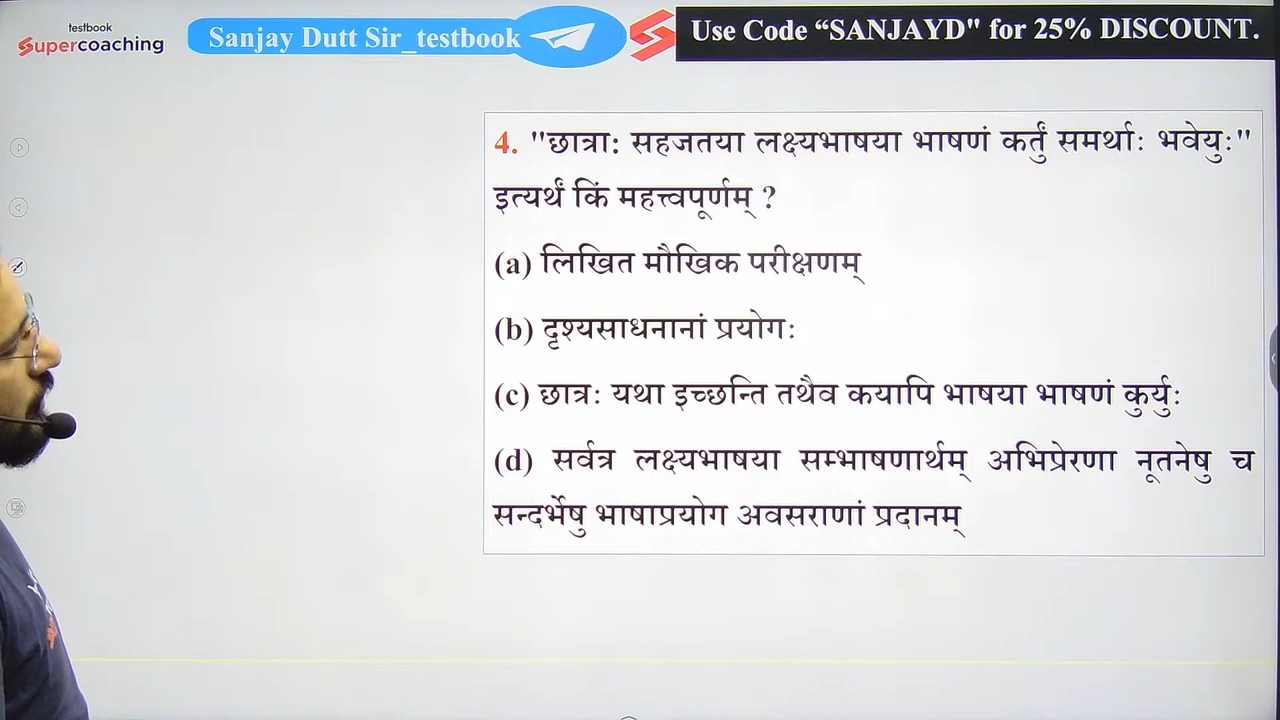 testbook
Supercoaching
Sanjay Dutt Sir_testbook
Use Code “SANJAYD" for 25% DISCOUNT.
4. "छात्रा: सहजतया लक्ष्यभाषया भाषणं कर्तुं समर्थाः भवेयुः"
इत्यर्थं किं महत्त्वपूर्णम् ?
(a) लिखित मौखिक परीक्षणम्
(b) दृश्यसाधनानां प्रयोगः
(c) छात्रः यथा इच्छन्ति तथैव कयापि भाषया भाषणं कुर्युः
(d) सर्वत्र लक्ष्यभाषया सम्भाषणार्थम् अभिप्रेरणा नूतनेषु च
सन्दर्भेषु भाषाप्रयोग अवसराणां प्रदानम्